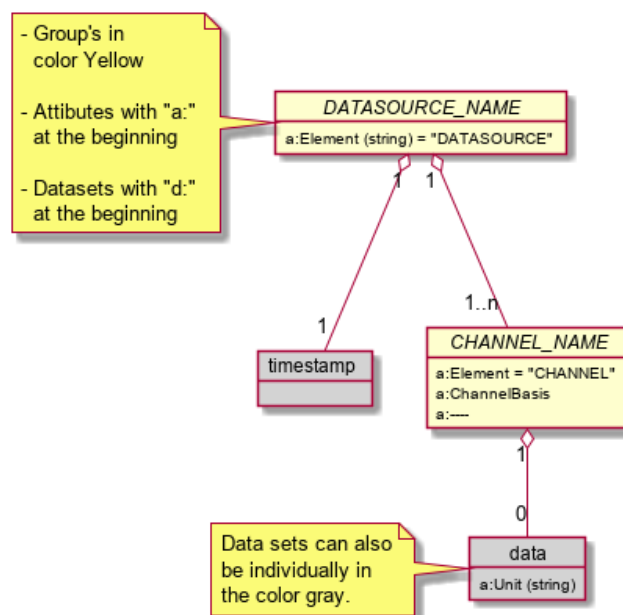 - Group's in
color Yellow
- Attibutes with "a:"
at the beginning
- Datasets with "d:"
at the beginning
DATASOURCE_NAME
a:Element (string) = "DATASOURCE"
1
1
1
1..n
timestamp
CHANNEL_NAME
a:Element = "CHANNEL"
a:ChannelBasis
a:----
1
0
Data sets can also
be individually in
the color gray.
data
a:Unit (string)